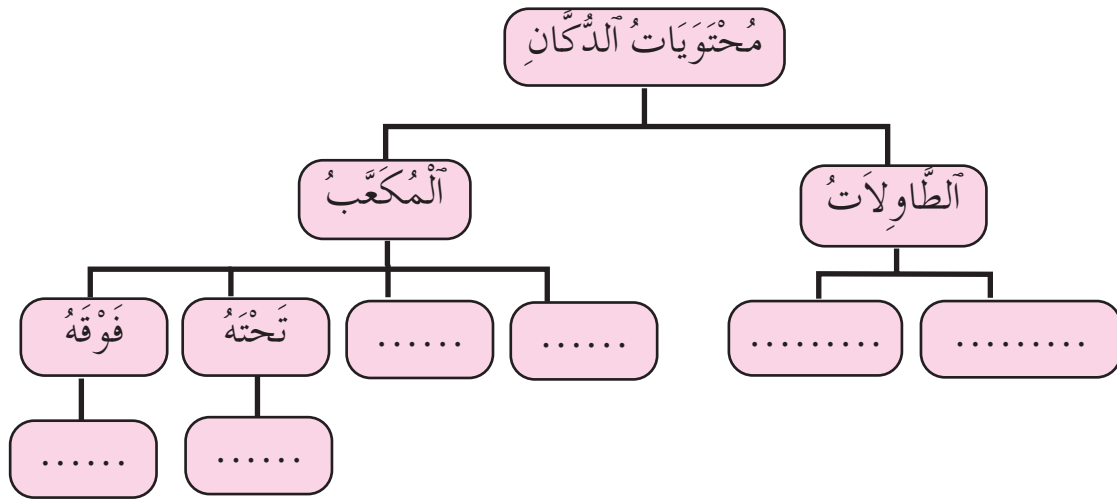 مُحْتَوَيَاتُ ٱلدُّكَّانِ
ٱلطَّاوِلَاتُ
ٱلْمُكَعَّبُ
......... .........
...... ...... تَحْتَهُ فَوْقَهُ
...... ......